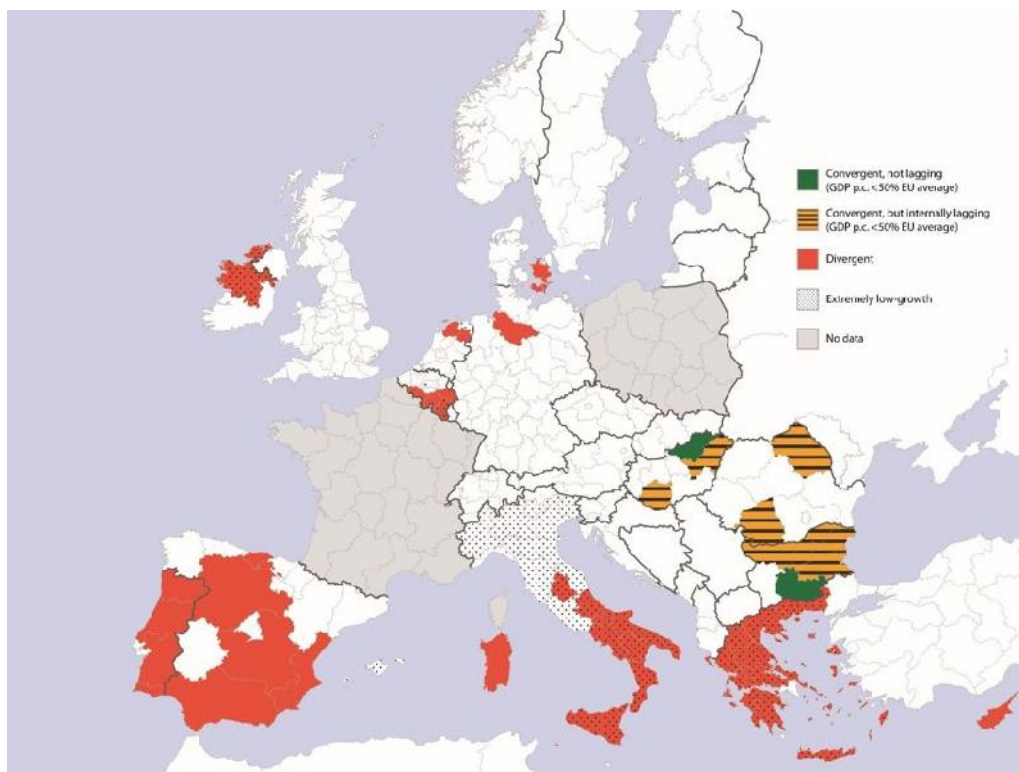 Convergent, not lagging
(GDP p.c. <50% EU average)
Convergent, but internally lagging
(GDP p.c. <50% EU average)
Divergent
Extremely low-growth
No data